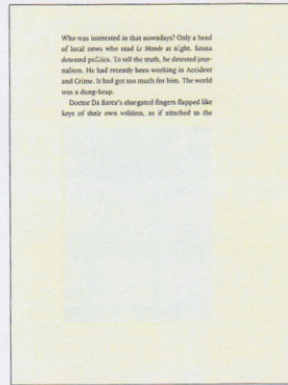 Who was interested in that nowadays? Only a head
of local news who read Le Monde at night. Sousa
detested politics. To tell the truth, he detested jour-
nalism. He had recently been working in Accident
and Crime. It had got too much for him. The world
was a dung-heap.
Doctor Da Barca's elongated fingers flapped like
keys of their own volition, as if attached to the